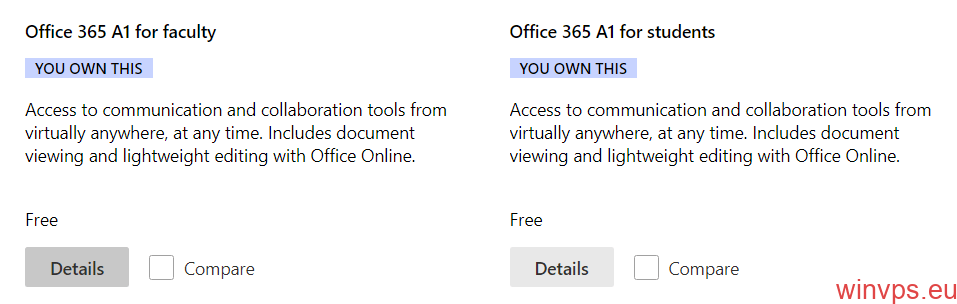 Office 365 A1 for faculty
YOU OWN THIS
Access to communication and collaboration tools from
virtually anywhere, at any time. Includes document
viewing and lightweight editing with Office Online.
Free
Details
Compare
Office 365 A1 for students
YOU OWN THIS
Access to communication and collaboration tools from
virtually anywhere, at any time. Includes document
viewing and lightweight editing with Office Online.
Free
Details
Compare
winvps.eu